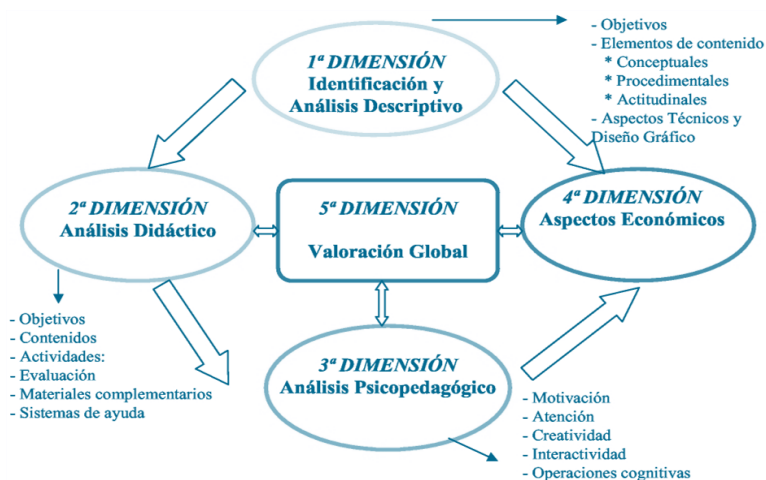 1ª DIMENSIÓN
Identificación y
Análisis Descriptivo
- Objetivos
- Elementos de contenido
* Conceptuales
* Procedimentales
* Actitudinales
- Aspectos Técnicos y
Diseño Gráfico
2ª DIMENSIÓN
Análisis Didáctico
5ª DIMENSIÓN
Valoración Global
4ª DIMENSIÓN
Aspectos Económicos
- Objetivos
- Contenidos
- Actividades:
- Evaluación
- Materiales complementarios
- Sistemas de ayuda
3ª DIMENSIÓN
Análisis Psicopedagógico
- Motivación
- Atención
- Creatividad
- Interactividad
- Operaciones cognitivas